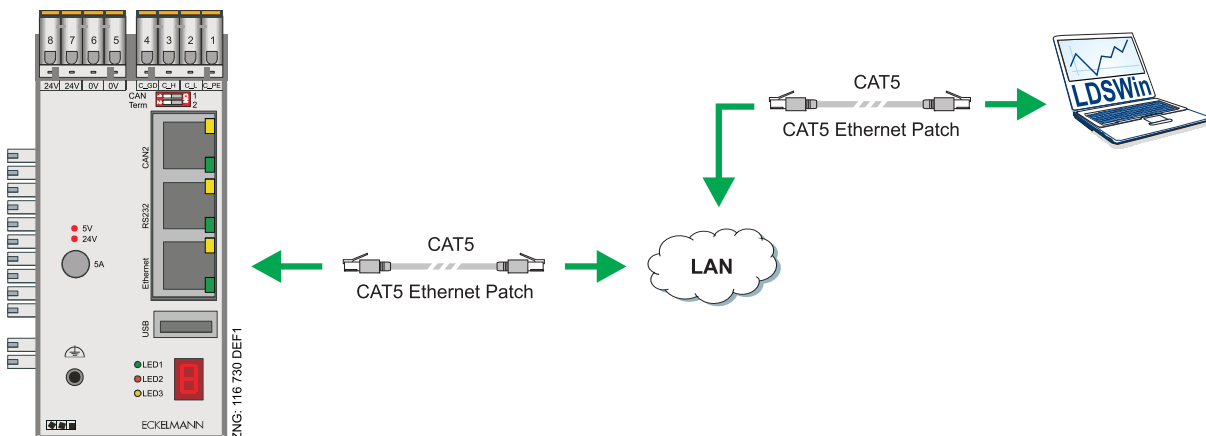 8 7 6 5 4 3 2 1
24V 24V 0V 0V C_GD C_H C_L C_PE
CAN
Term
1
2
CAN2
RS232
5V
24V
5A
Ethernet
USB
LED1
LED2
LED3
8
ECKELMANN
ZNG: 116 730 DEF1
CAT5
CAT5 Ethernet Patch
LAN
CAT5
CAT5 Ethernet Patch
LDSWin